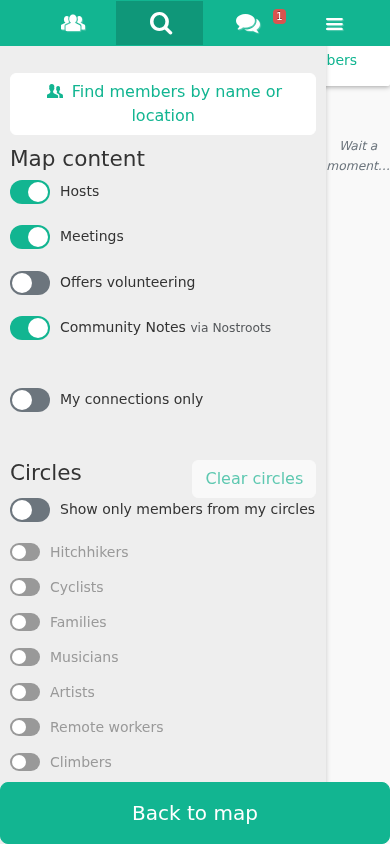 1
bers
Find members by name or
location
Wait a
moment...
Map content
Hosts
Meetings
Offers volunteering
Community Notes via Nostroots
My connections only
Circles
Clear circles
Show only members from my circles
Hitchhikers
Cyclists
Families
Musicians
Artists
Remote workers
Climbers
Back to map